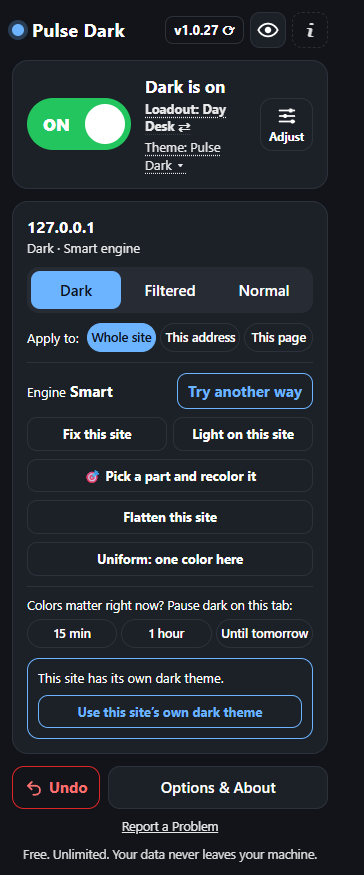 Pulse Dark
v1.0.27 ⟳
i
ON
Dark is on
Loadout: Day
Desk ⇄
Theme: Pulse
Dark
Adjust
127.0.0.1
Dark · Smart engine
Dark
Filtered
Normal
Apply to:
Whole site
This address
This page
Engine Smart
Try another way
Fix this site
Light on this site
🎯 Pick a part and recolor it
Flatten this site
Uniform: one color here
Colors matter right now? Pause dark on this tab:
15 min
1 hour
Until tomorrow
This site has its own dark theme.
Use this site's own dark theme
Undo
Options & About
Report a Problem
Free. Unlimited. Your data never leaves your machine.